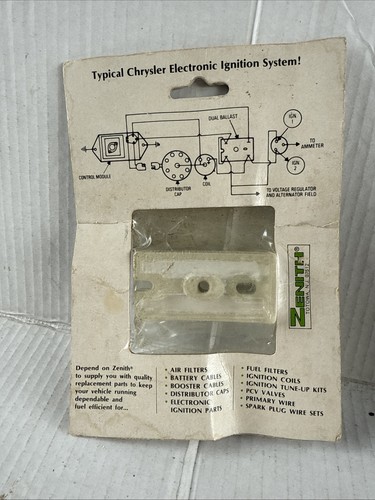 Typical Chrysler Electronic Ignition System!
DUAL BALLAST
IGN
1
TO
AMMETER
IGN
2
CONTROL MODULE
DISTRIBUTOR
CAP
COIL
TO VOLTAGE REGULATOR
AND ALTERNATOR FIELD
ZENITH®
Depend on Zenith®
to supply you with quality
replacement parts to keep
your vehicle running
dependable and
fuel efficient for...
• AIR FILTERS
• BATTERY CABLES
• BOOSTER CABLES
• DISTRIBUTOR CAPS
• ELECTRONIC
IGNITION PARTS
• FUEL FILTERS
• IGNITION COILS
• IGNITION TUNE-UP KITS
• PCV VALVES
• PRIMARY WIRE
• SPARK PLUG WIRE SETS